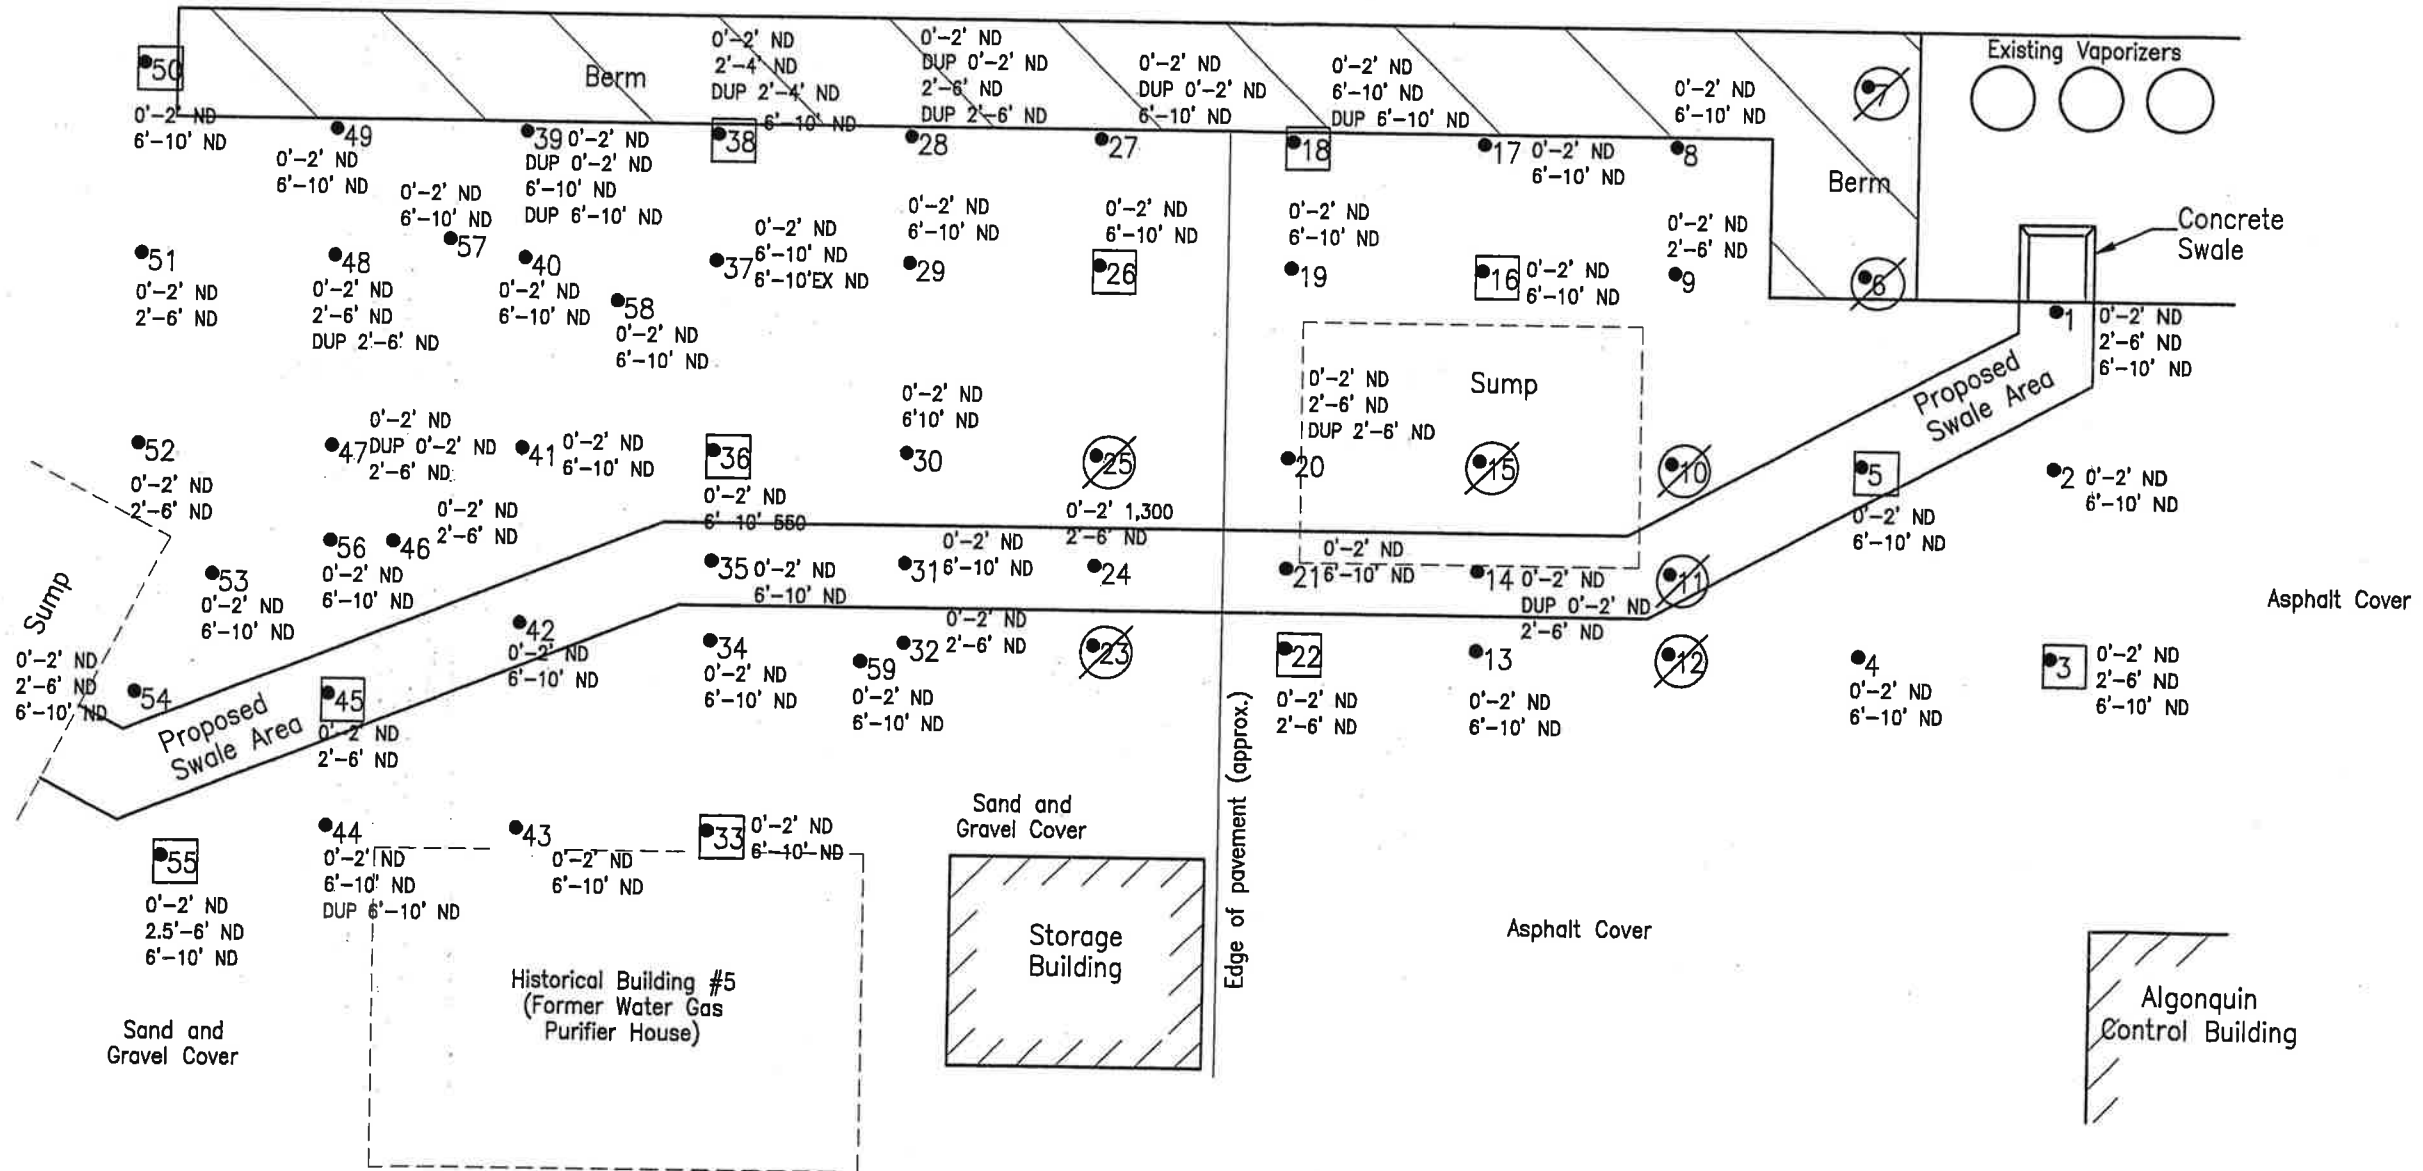 Existing Vaporizers
Berm
Berm
Concrete
Swale
50
0'-2' ND
6'-10' ND
49
0'-2' ND
6'-10' ND
39 0'-2' ND
DUP 0'-2' ND
6'-10' ND
DUP 6'-10' ND
0'-2' ND
2'-4' ND
DUP 2'-4' ND
6'-10' ND
38
0'-2' ND
DUP 0'-2' ND
2'-6' ND
DUP 2'-6' ND
28
0'-2' ND
DUP 0'-2' ND
6'-10' ND
27
0'-2' ND
6'-10' ND
DUP 6'-10' ND
18
17 0'-2' ND
6'-10' ND
0'-2' ND
6'-10' ND
8
7
51
0'-2' ND
2'-6' ND
48
0'-2' ND
2'-6' ND
DUP 2'-6' ND
0'-2' ND
6'-10' ND
57
40
0'-2' ND
6'-10' ND
58
0'-2' ND
6'-10' ND
37
0'-2' ND
6'-10' ND
6'-10'EX ND
0'-2' ND
6'-10' ND
29
0'-2' ND
6'-10' ND
26
0'-2' ND
6'-10' ND
19
16 0'-2' ND
6'-10' ND
0'-2' ND
2'-6' ND
9
6
1 0'-2' ND
2'-6' ND
6'-10' ND
Proposed
Swale Area
Sump
52
0'-2' ND
2'-6' ND
47
0'-2' ND
DUP 0'-2' ND
2'-6' ND
41 0'-2' ND
6'-10' ND
36
0'-2' ND
6'-10' 550
0'-2' ND
6'10' ND
30
25
0'-2' ND
2'-6' ND
DUP 2'-6' ND
20
15
10
5
0'-2' ND
6'-10' ND
2 0'-2' ND
6'-10' ND
Sump
53
0'-2' ND
6'-10' ND
56
0'-2' ND
6'-10' ND
46
0'-2' ND
2'-6' ND
35 0'-2' ND
6'-10' ND
31
0'-2' ND
6'-10' ND
0'-2' 1,300
2'-6' ND
24
21
0'-2' ND
6'-10' ND
14 0'-2' ND
DUP 0'-2' ND
2'-6' ND
11
Asphalt Cover
0'-2' ND
2'-6' ND
6'-10' ND
54
Proposed
Swale Area
45
0'-2' ND
2'-6' ND
42
0'-2' ND
6'-10' ND
34
0'-2' ND
6'-10' ND
59
0'-2' ND
6'-10' ND
32
0'-2' ND
2'-6' ND
23
22
0'-2' ND
2'-6' ND
13
0'-2' ND
6'-10' ND
12
4
0'-2' ND
6'-10' ND
3 0'-2' ND
2'-6' ND
6'-10' ND
Edge of pavement (approx.)
55
0'-2' ND
2.5'-6' ND
6'-10' ND
44
0'-2' ND
6'-10' ND
DUP 6'-10' ND
43
0'-2' ND
6'-10' ND
33 0'-2' ND
6'-10' ND
Sand and
Gravel Cover
Storage
Building
Asphalt Cover
Historical Building #5
(Former Water Gas
Purifier House)
Sand and
Gravel Cover
Algonquin
Control Building